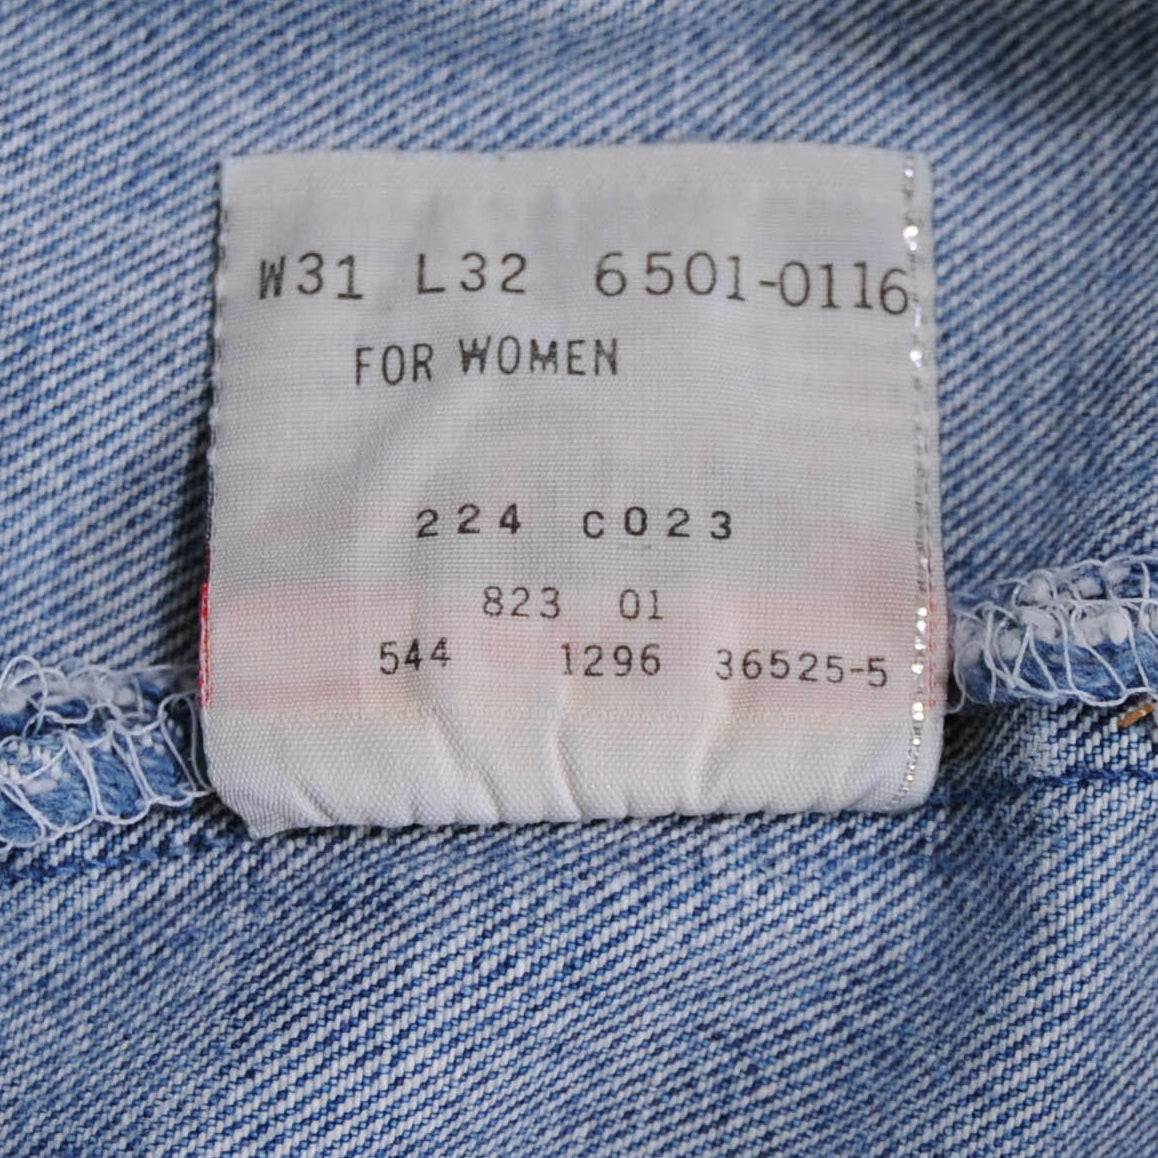 W31 L32 6501-0116
FOR WOMEN
224 C023
823 01
544 1296 36525-5